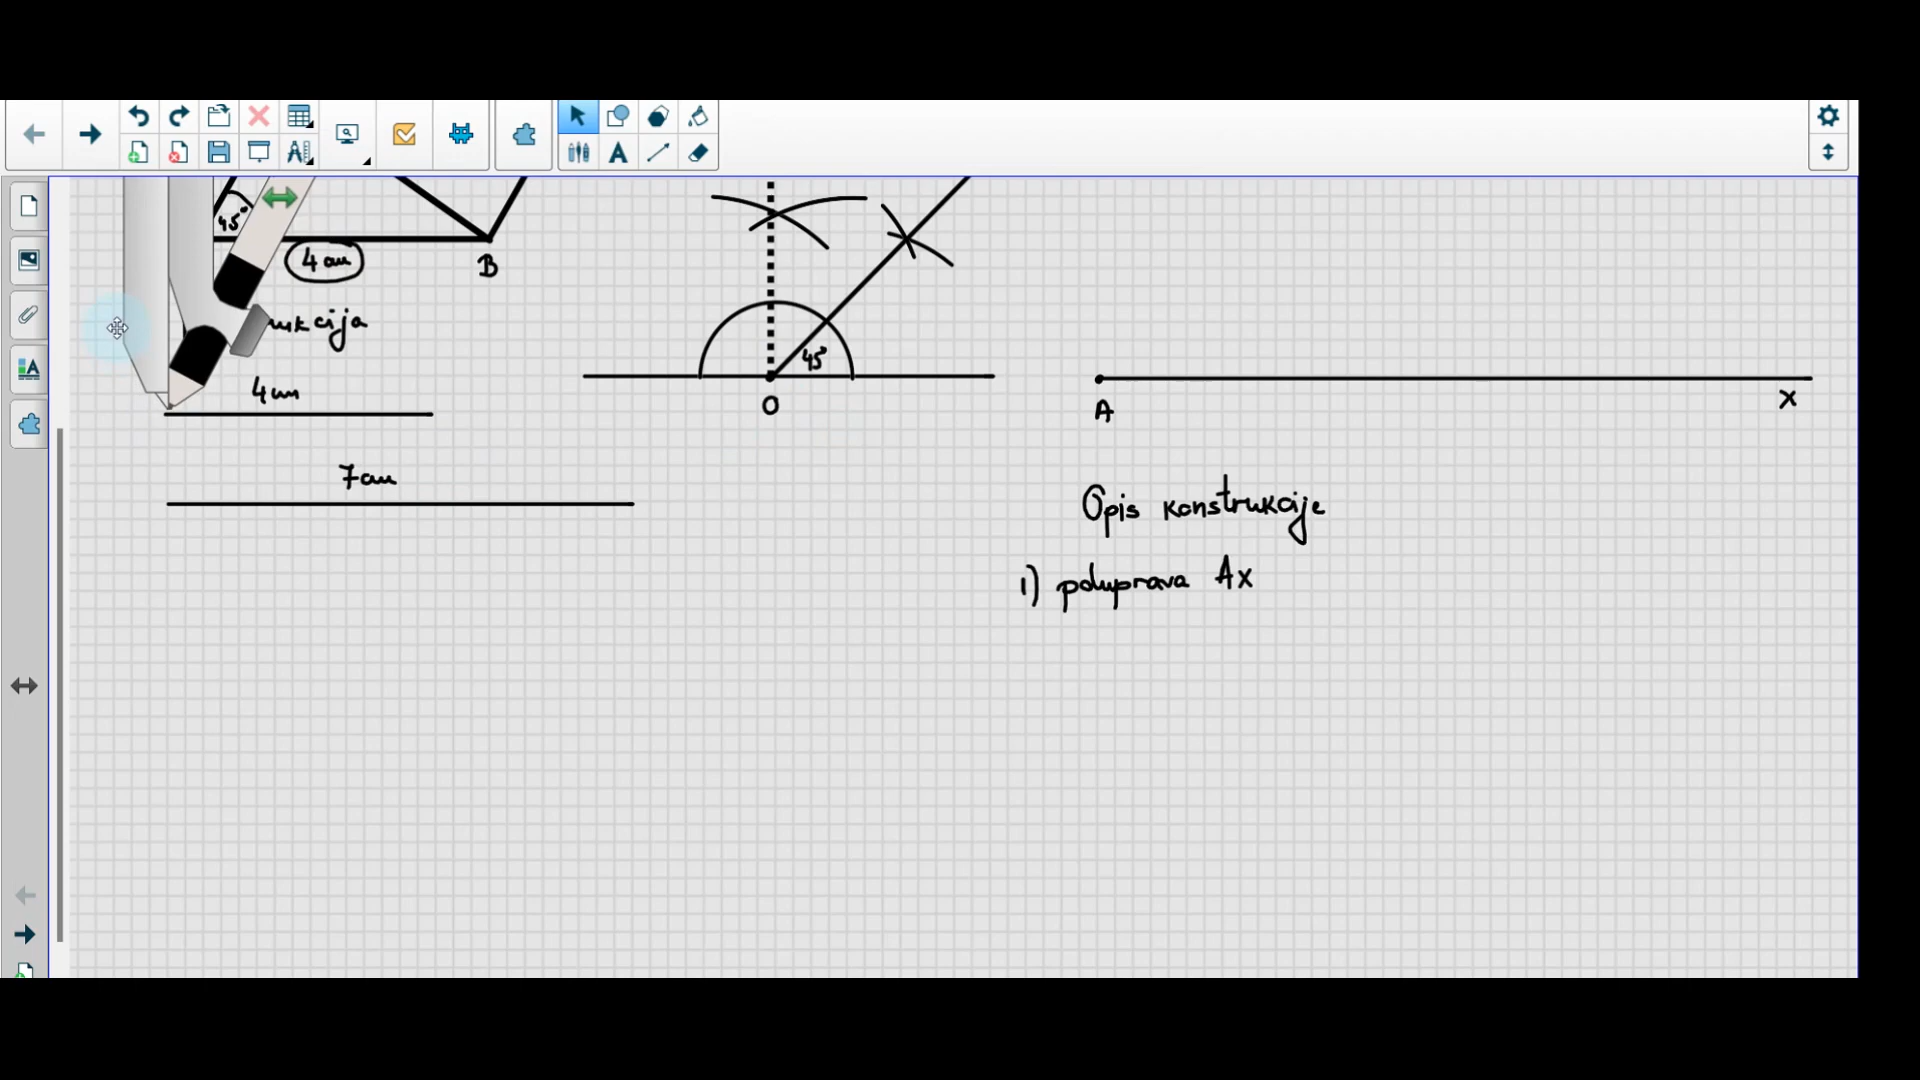 45°
4 cm
B
ukcija
4 cm
7 cm
45°
O
A
x
Opis konstrukcije
1) poluprava Ax